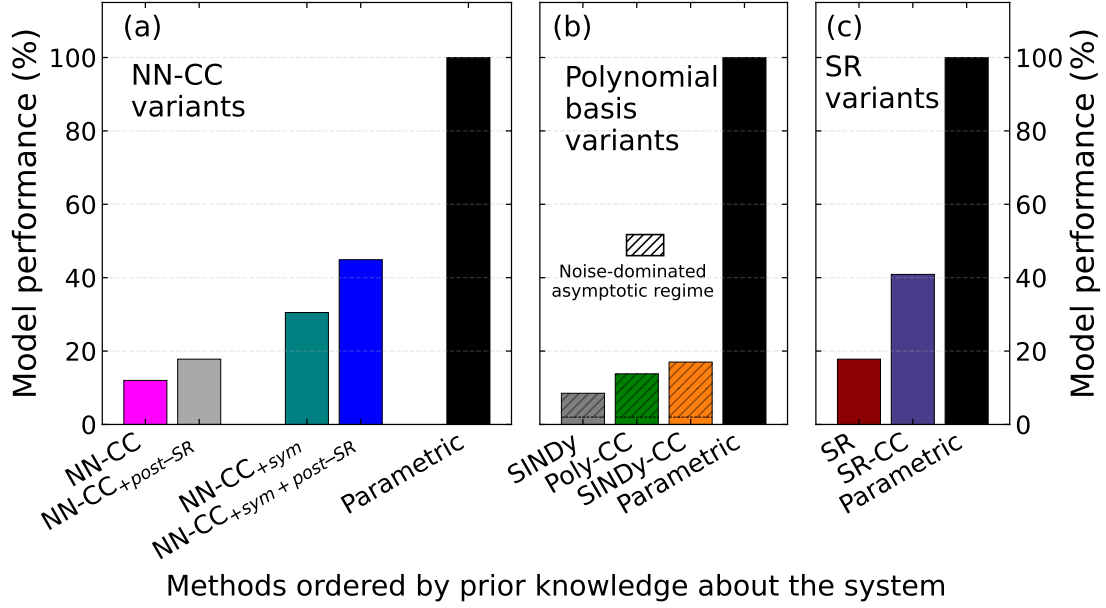 (a)
NN-CC
variants
Model performance (%)
100
80
60
40
20
0
NN-CC
NN-CC+post−SR
NN-CC+sym
NN-CC+sym+post−SR
Parametric
(b)
Polynomial
basis
variants
Noise-dominated
asymptotic regime
SINDy
Poly-CC
SINDy-CC
Parametric
(c)
SR
variants
SR
SR-CC
Parametric
100
80
60
40
20
0
Model performance (%)
Methods ordered by prior knowledge about the system